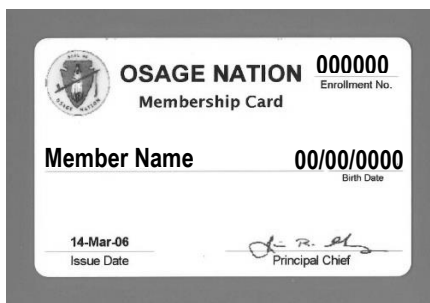 OSAGE NATION
Membership Card
000000
Enrollment No.
Member Name
00/00/0000
Birth Date
14-Mar-06
Issue Date
Principal Chief